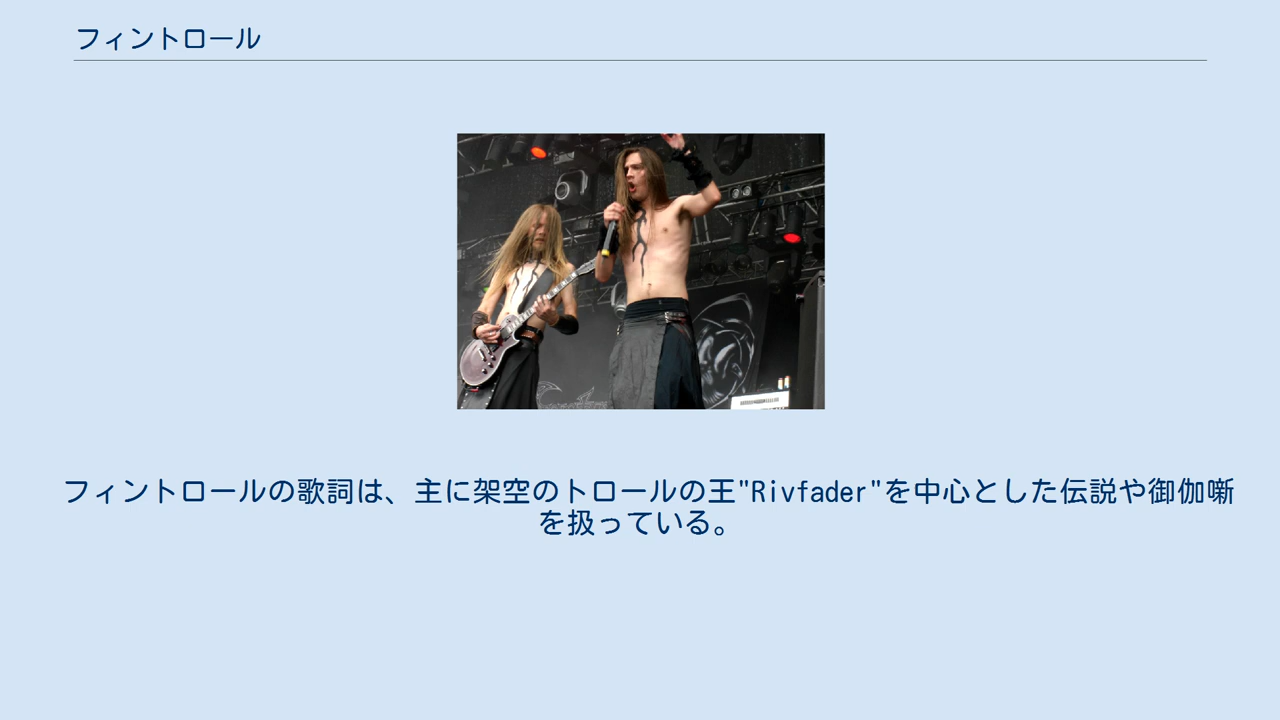 フィントロール
フィントロールの歌詞は、主に架空のトロールの王"Rivfader"を中心とした伝説や御伽噺
を扱っている。